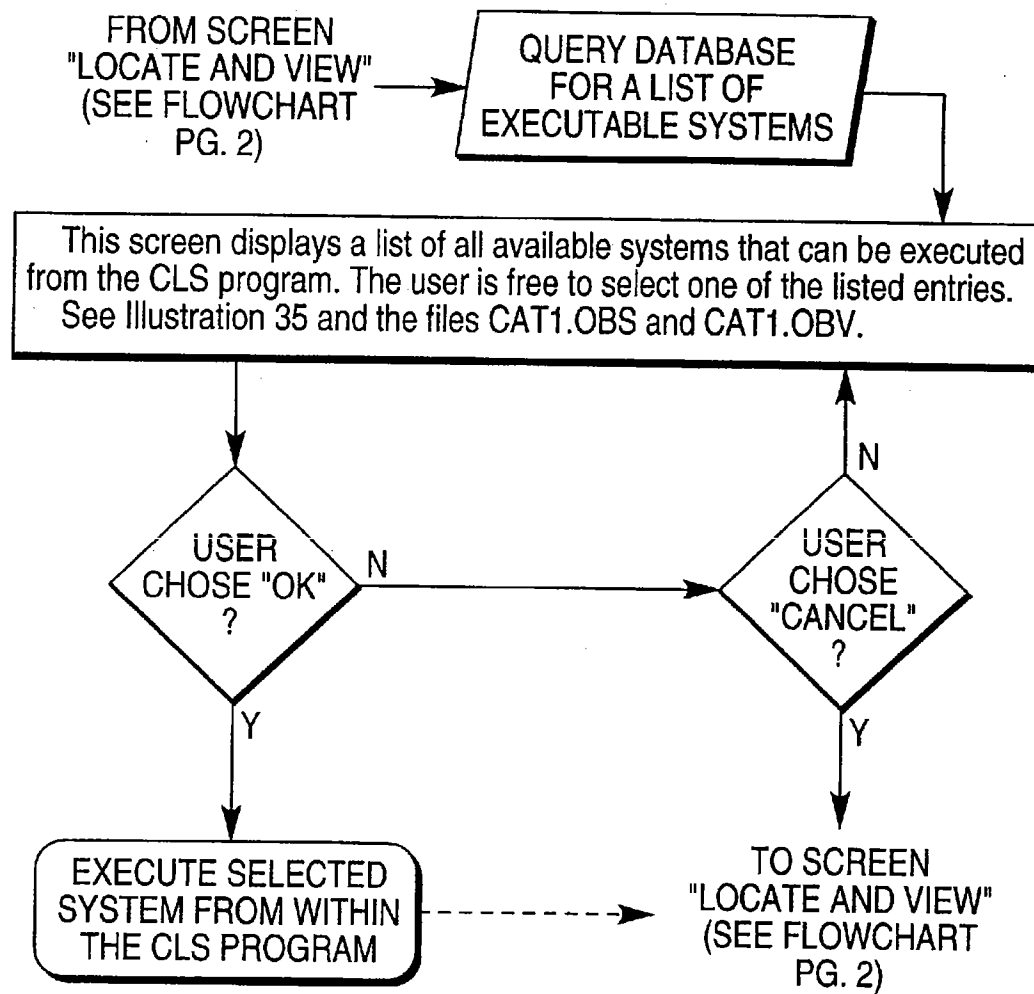 FROM SCREEN
"LOCATE AND VIEW"
(SEE FLOWCHART
PG. 2)
QUERY DATABASE
FOR A LIST OF
EXECUTABLE SYSTEMS
This screen displays a list of all available systems that can be executed
from the CLS program. The user is free to select one of the listed entries.
See Illustration 35 and the files CAT1.OBS and CAT1.OBV.
USER
CHOSE "OK"
?
N
Y
USER
CHOSE
"CANCEL"
?
N
Y
EXECUTE SELECTED
SYSTEM FROM WITHIN
THE CLS PROGRAM
TO SCREEN
"LOCATE AND VIEW"
(SEE FLOWCHART
PG. 2)